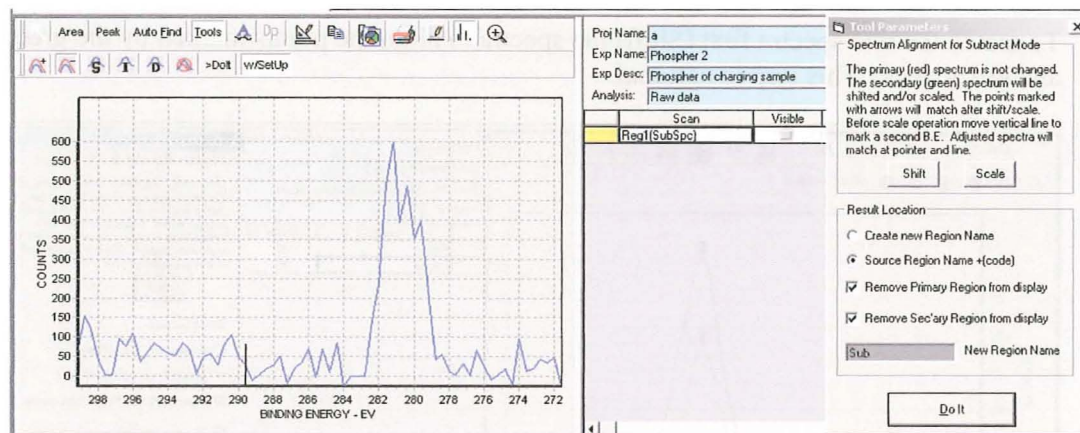 Area Peak Auto Find Tools A Dp
S T D >DoIt w/SetUp
600
550
500
450
400
350
300
250
200
150
100
50
0
COUNTS
298 296 294 292 290 288 286 284 282 280 278 276 274 272
BINDING ENERGY - EV
Proj Name: a
Exp Name: Phospher 2
Exp Desc: Phospher of charging sample
Analysis: Raw data
Scan Visible
Reg1(SubSpc)
Tool Parameters
Spectrum Alignment for Subtract Mode
The primary (red) spectrum is not changed.
The secondary (green) spectrum will be
shifted and/or scaled. The points marked
with arrows will match after shift/scale.
Before scale operation move vertical line to
mark a second B.E. Adjusted spectra will
match at pointer and line.
Shift Scale
Result Location
Create new Region Name
Source Region Name +(code)
Remove Primary Region from display
Remove Sec'ary Region from display
Sub New Region Name
Do It